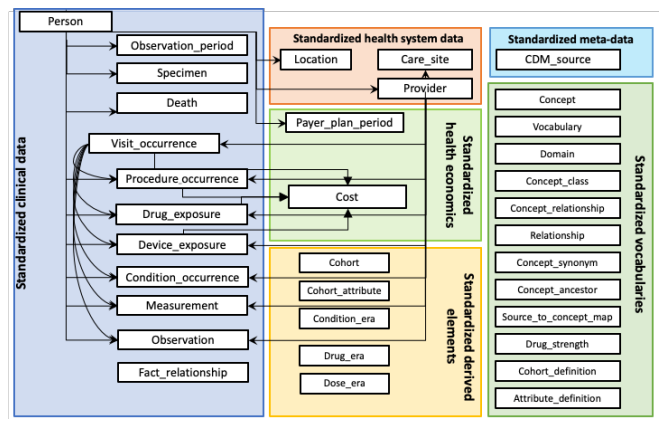 Person
Standardized clinical data
Observation_period
Specimen
Death
Visit_occurrence
Procedure_occurrence
Drug_exposure
Device_exposure
Condition_occurrence
Measurement
Observation
Fact_relationship
Standardized health system data
Location
Care_site
Provider
Payer_plan_period
Cost
Standardized
health economics
Cohort
Cohort_attribute
Condition_era
Drug_era
Dose_era
Standardized derived
elements
Standardized meta-data
CDM_source
Concept
Vocabulary
Domain
Concept_class
Concept_relationship
Relationship
Concept_synonym
Concept_ancestor
Source_to_concept_map
Drug_strength
Cohort_definition
Attribute_definition
Standardized vocabularies